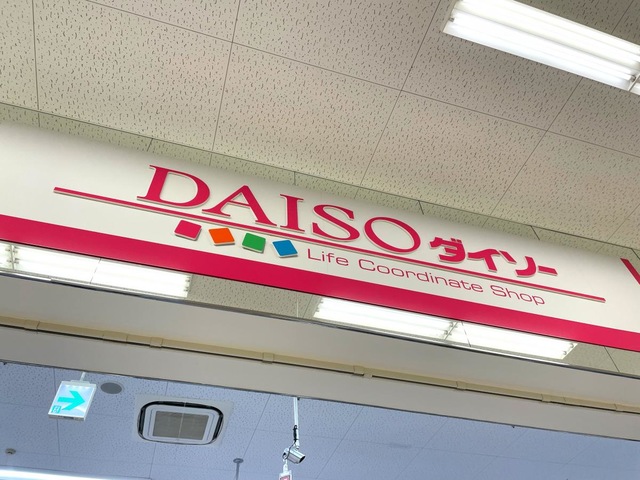 DAISO ダイソー
Life Coordinate Shop